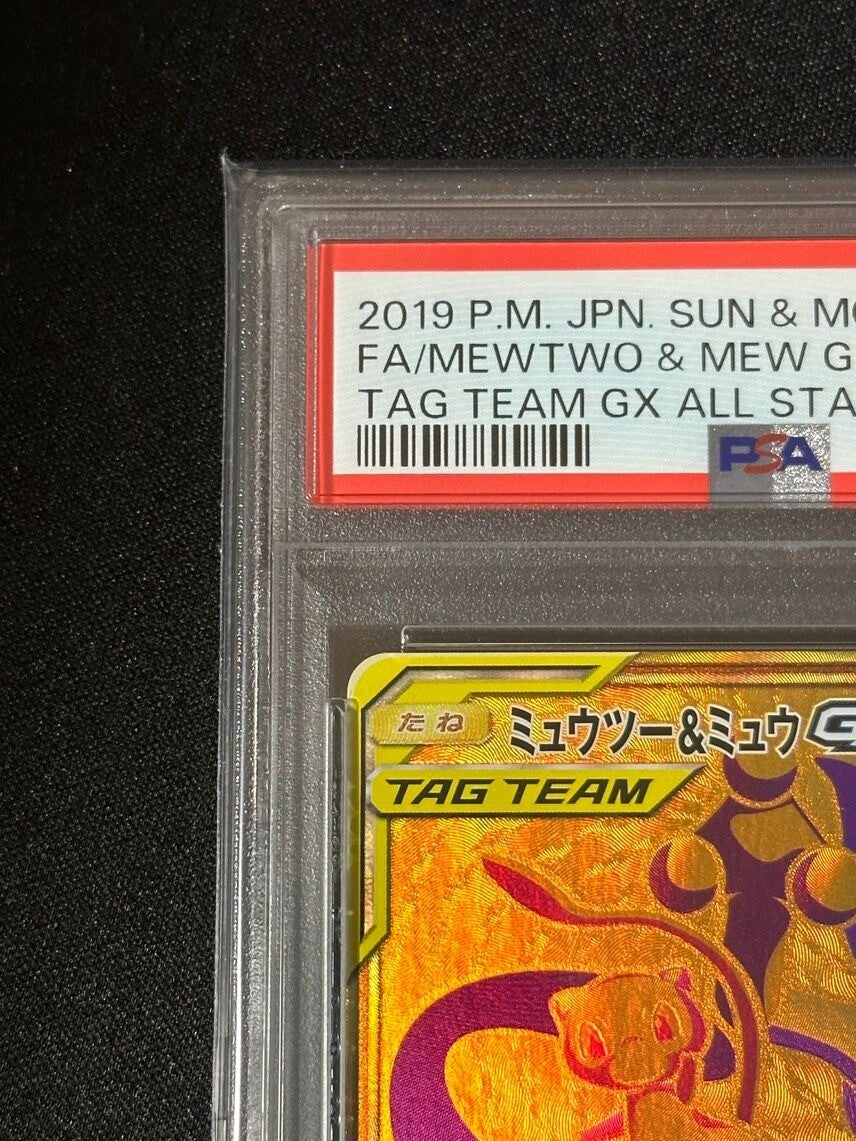 2019 P.M. JPN. SUN & MO
FA/MEWTWO & MEW G
TAG TEAM GX ALL STA
PSA
たね ミュウツー&ミュウG
TAG TEAM